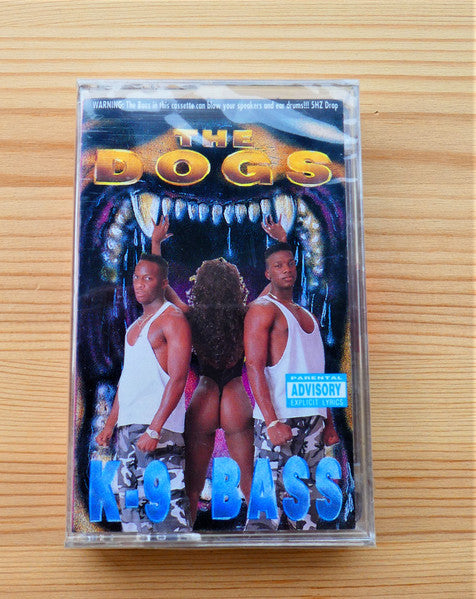 WARNING: The Bass in this cassette can blow your speakers and ear drums!!! 5HZ Drop
THE
DOGS
PARENTAL
ADVISORY
EXPLICIT LYRICS
K-9 BASS